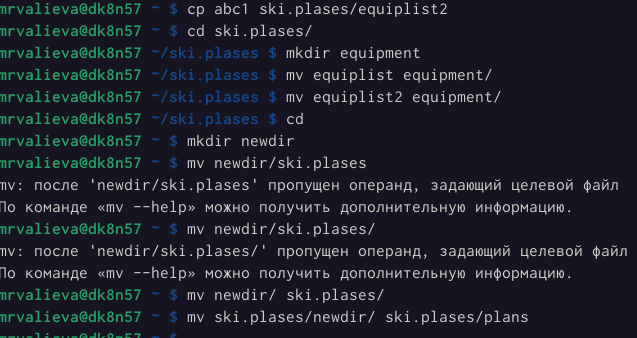 mrvalieva@dk8n57 ~ $ cp abc1 ski.plases/equiplist2
mrvalieva@dk8n57 ~ $ cd ski.plases/
mrvalieva@dk8n57 ~/ski.plases $ mkdir equipment
mrvalieva@dk8n57 ~/ski.plases $ mv equiplist equipment/
mrvalieva@dk8n57 ~/ski.plases $ mv equiplist2 equipment/
mrvalieva@dk8n57 ~/ski.plases $ cd
mrvalieva@dk8n57 ~ $ mkdir newdir
mrvalieva@dk8n57 ~ $ mv newdir/ski.plases
mv: после 'newdir/ski.plases' пропущен операнд, задающий целевой файл
По команде «mv --help» можно получить дополнительную информацию.
mrvalieva@dk8n57 ~ $ mv newdir/ski.plases/
mv: после 'newdir/ski.plases/' пропущен операнд, задающий целевой файл
По команде «mv --help» можно получить дополнительную информацию.
mrvalieva@dk8n57 ~ $ mv newdir/ ski.plases/
mrvalieva@dk8n57 ~ $ mv ski.plases/newdir/ ski.plases/plans
mrvalieva@dk8n57 ~ $